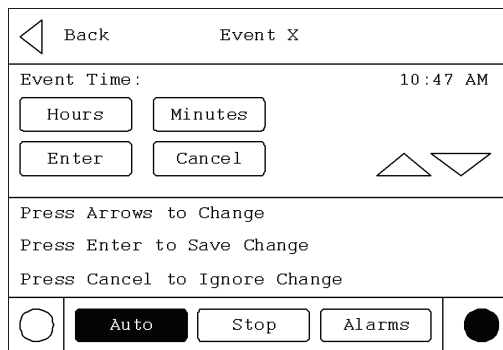 Back Event X
Event Time: 10:47 AM
Hours Minutes
Enter Cancel
Press Arrows to Change
Press Enter to Save Change
Press Cancel to Ignore Change
Auto Stop Alarms